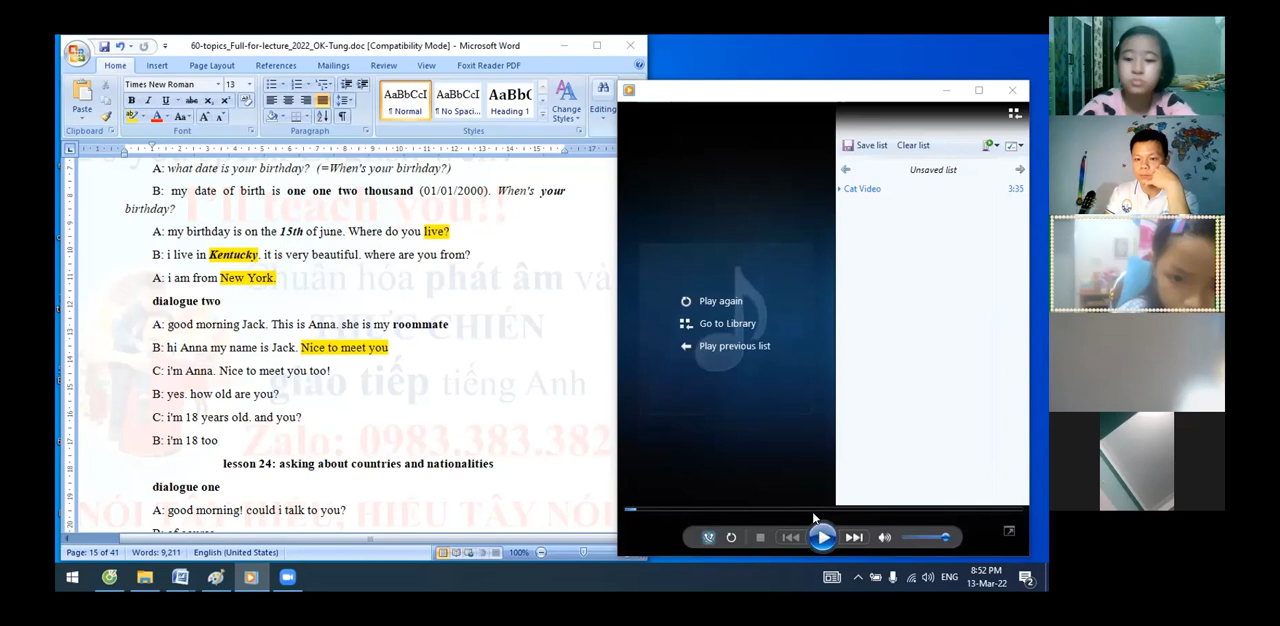 60-topics_Full-for-lecture_2022_OK-Tung.doc [Compatibility Mode] - Microsoft Word
Home Insert Page Layout References Mailings Review View Foxit Reader PDF
Times New Roman 13
AaBbCcI AaBbCcI AaBbC
Paste ¶ Normal ¶ No Spaci... Heading 1 Change Styles Editing
Clipboard Font Paragraph Styles
A: what date is your birthday? (=When's your birthday?)
B: my date of birth is one one two thousand (01/01/2000). When's your
birthday?
A: my birthday is on the 15th of june. Where do you live?
B: i live in Kentucky. it is very beautiful. where are you from?
A: i am from New York.
dialogue two
A: good morning Jack. This is Anna. she is my roommate
B: hi Anna my name is Jack. Nice to meet you
C: i'm Anna. Nice to meet you too!
B: yes. how old are you?
C: i'm 18 years old. and you?
B: i'm 18 too
lesson 24: asking about countries and nationalities
dialogue one
A: good morning! could i talk to you?
I'll teach you!!
Chuẩn hóa phát âm và
THỰC CHIẾN
giao tiếp tiếng Anh
Zalo: 0983.383.382
Page: 15 of 41 Words: 9,211 English (United States) 100%
Save list Clear list
Unsaved list
Cat Video 3:35
Play again
Go to Library
Play previous list
ENG
8:52 PM
13-Mar-22
2